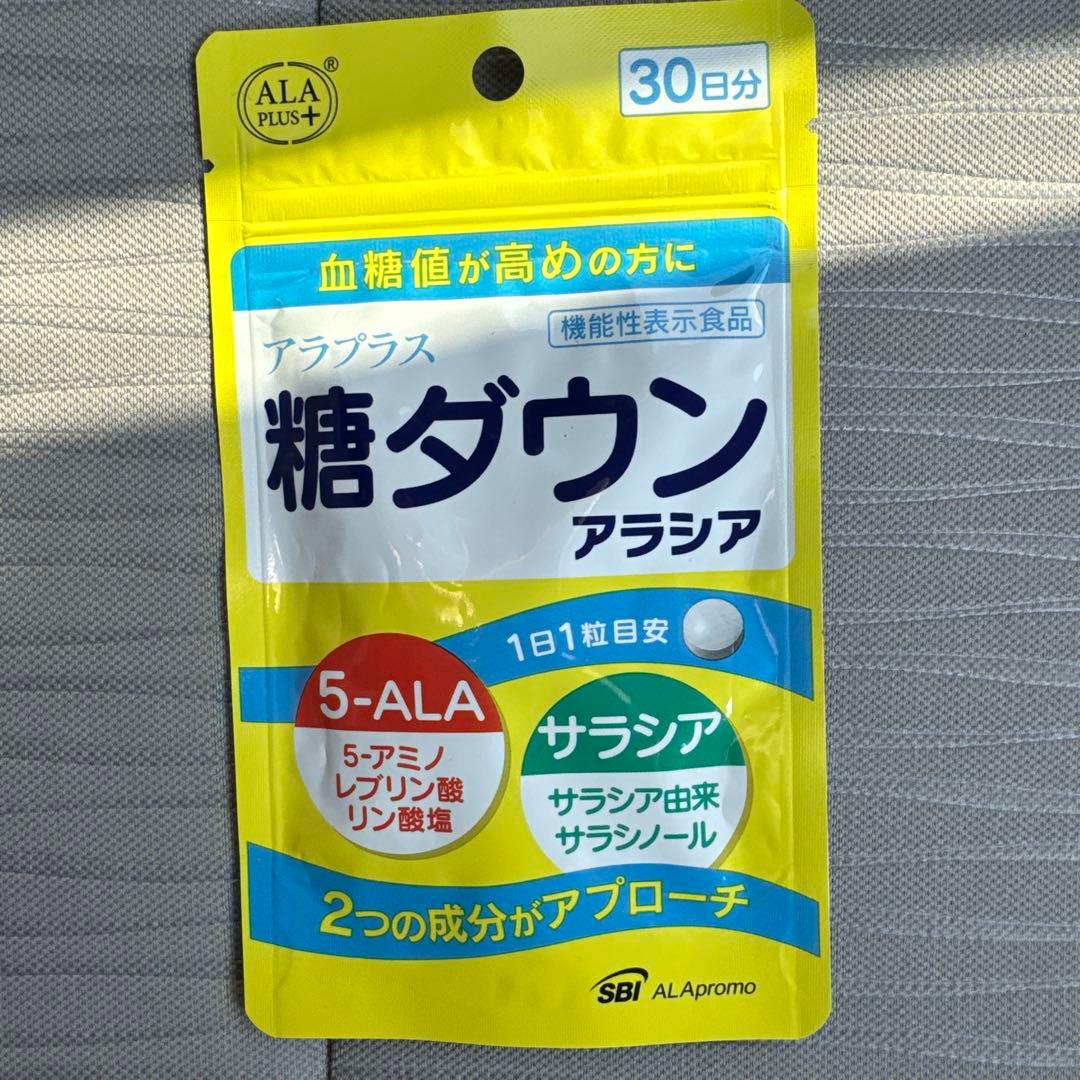 ALA
PLUS+
®
30日分
血糖値が高めの方に
機能性表示食品
アラプラス
糖ダウン
アラシア
1日1粒目安
5-ALA
5-アミノ
レブリン酸
リン酸塩
サラシア
サラシア由来
サラシノール
2つの成分がアプローチ
SBI ALApromo